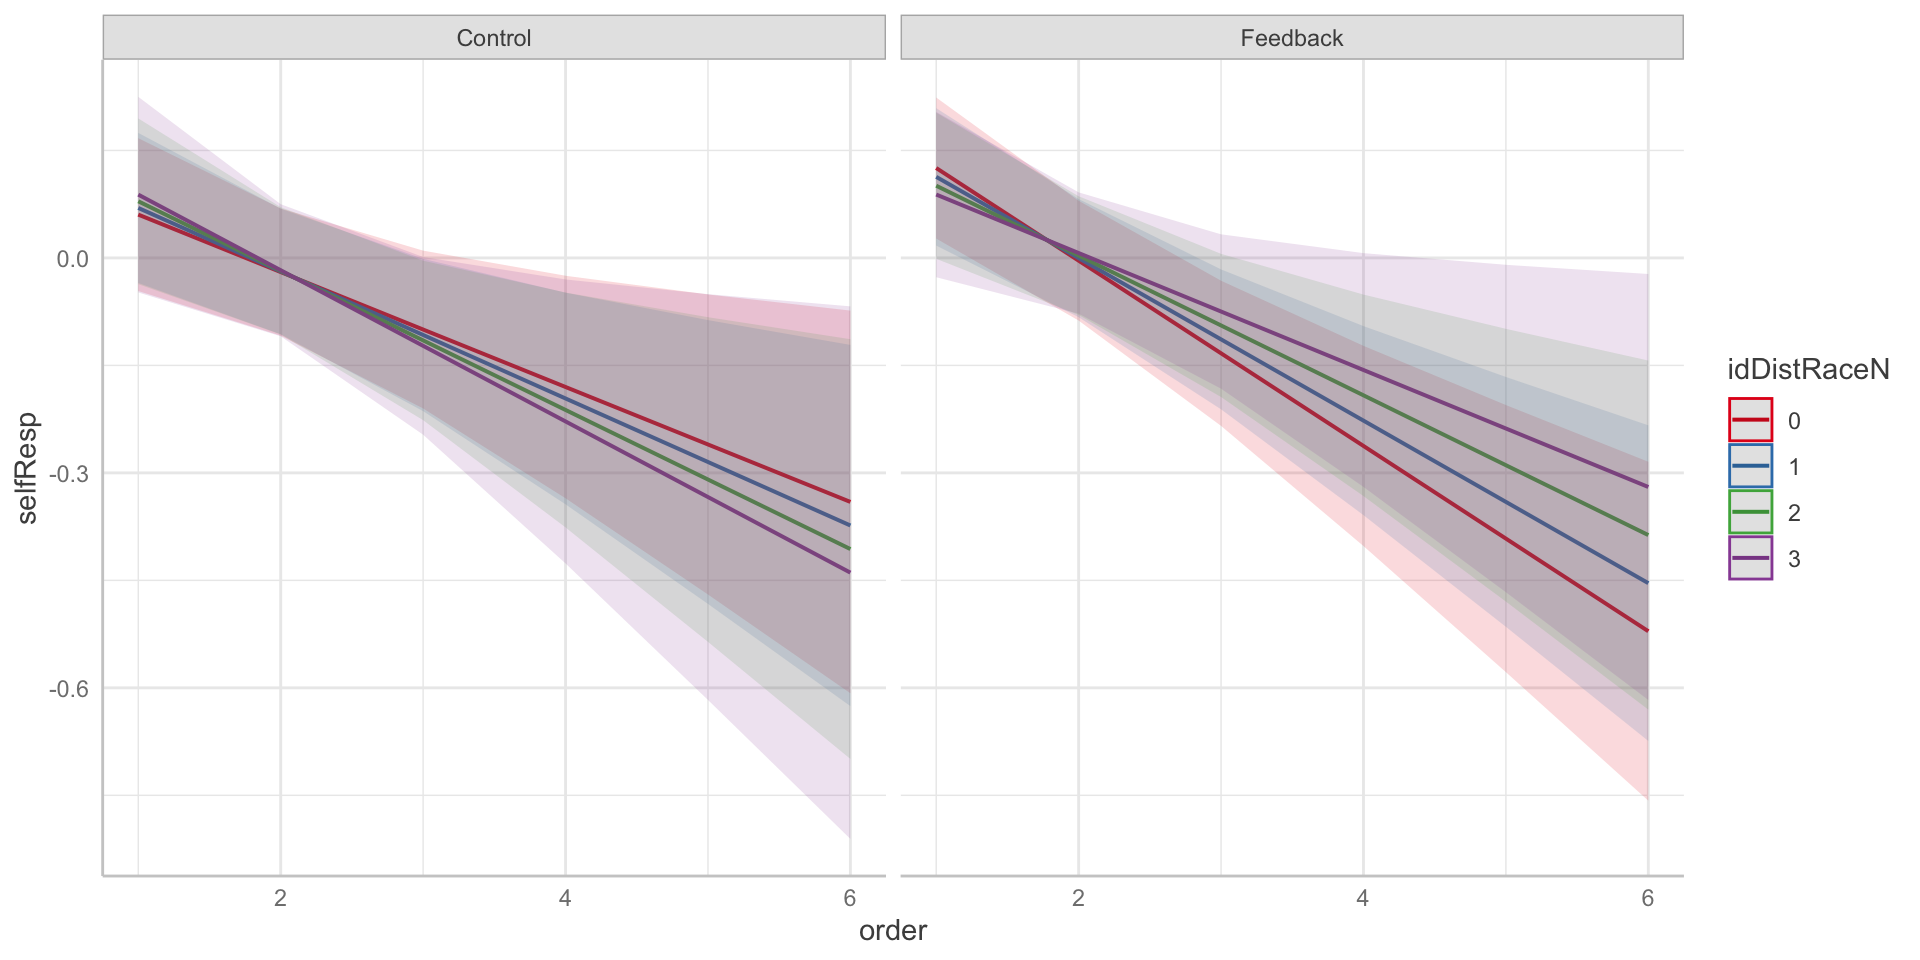 Control
Feedback
selfResp
0.0
-0.3
-0.6
2
4
6
2
4
6
order
idDistRaceN
0
1
2
3